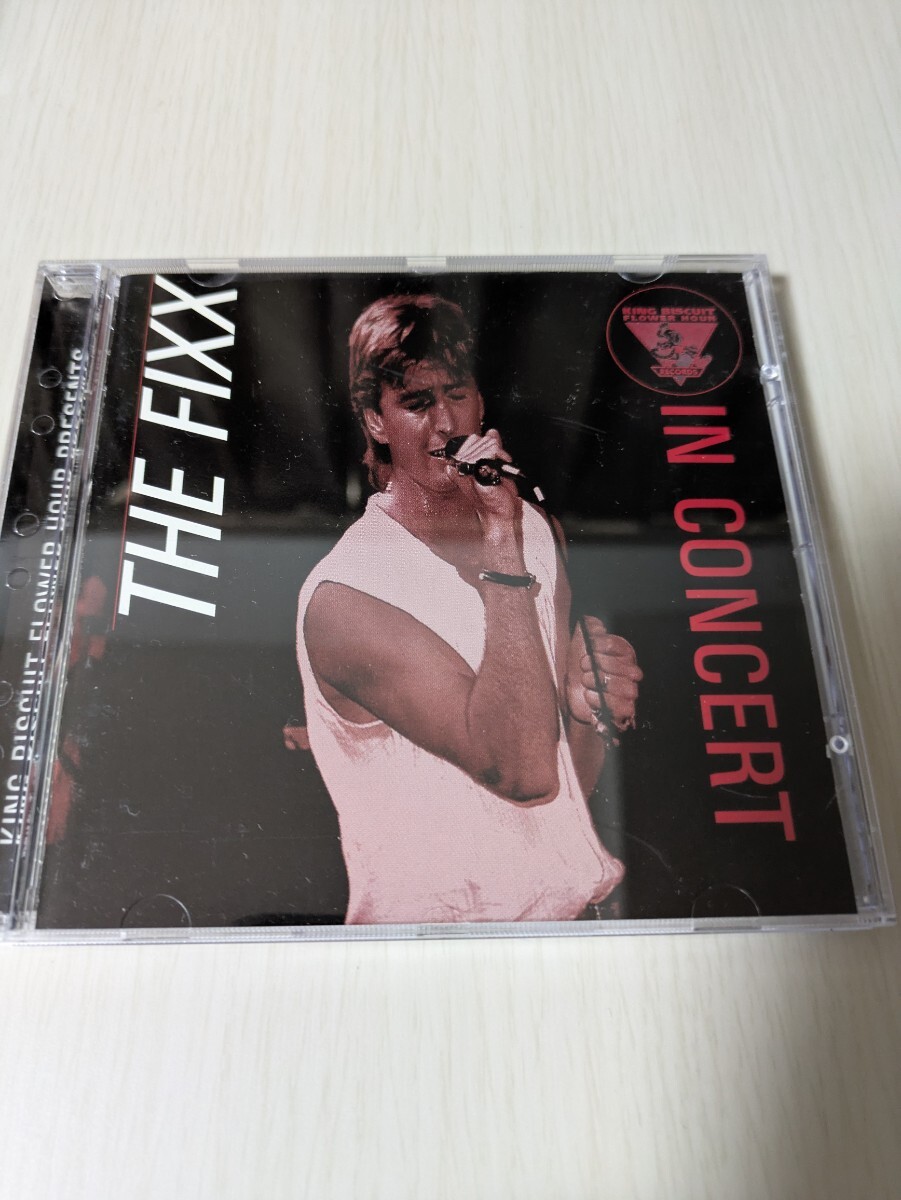 KING BISCUIT FLOWER HOUR PRESENTS
THE FIXX
KING BISCUIT
FLOWER HOUR
RECORDS
IN CONCERT